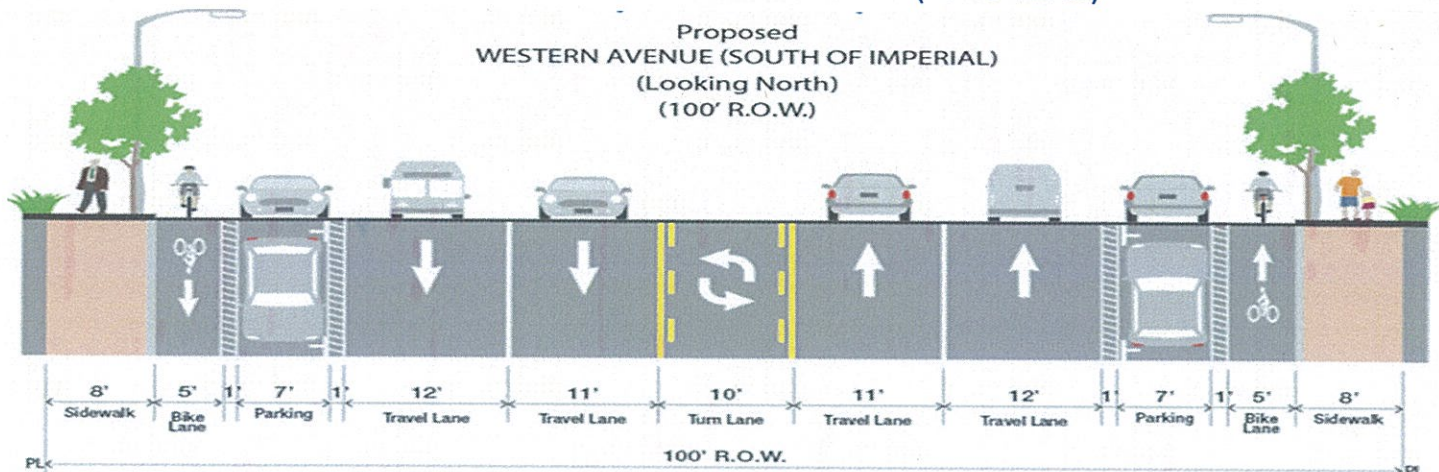 Proposed
WESTERN AVENUE (SOUTH OF IMPERIAL)
(Looking North)
(100' R.O.W.)
8' 5' 1' 7' 1' 12' 11' 10' 11' 12' 1' 7' 1' 5' 8'
Sidewalk Bike Lane Parking Travel Lane Travel Lane Turn Lane Travel Lane Travel Lane Parking Bike Lane Sidewalk
PL 100' R.O.W.